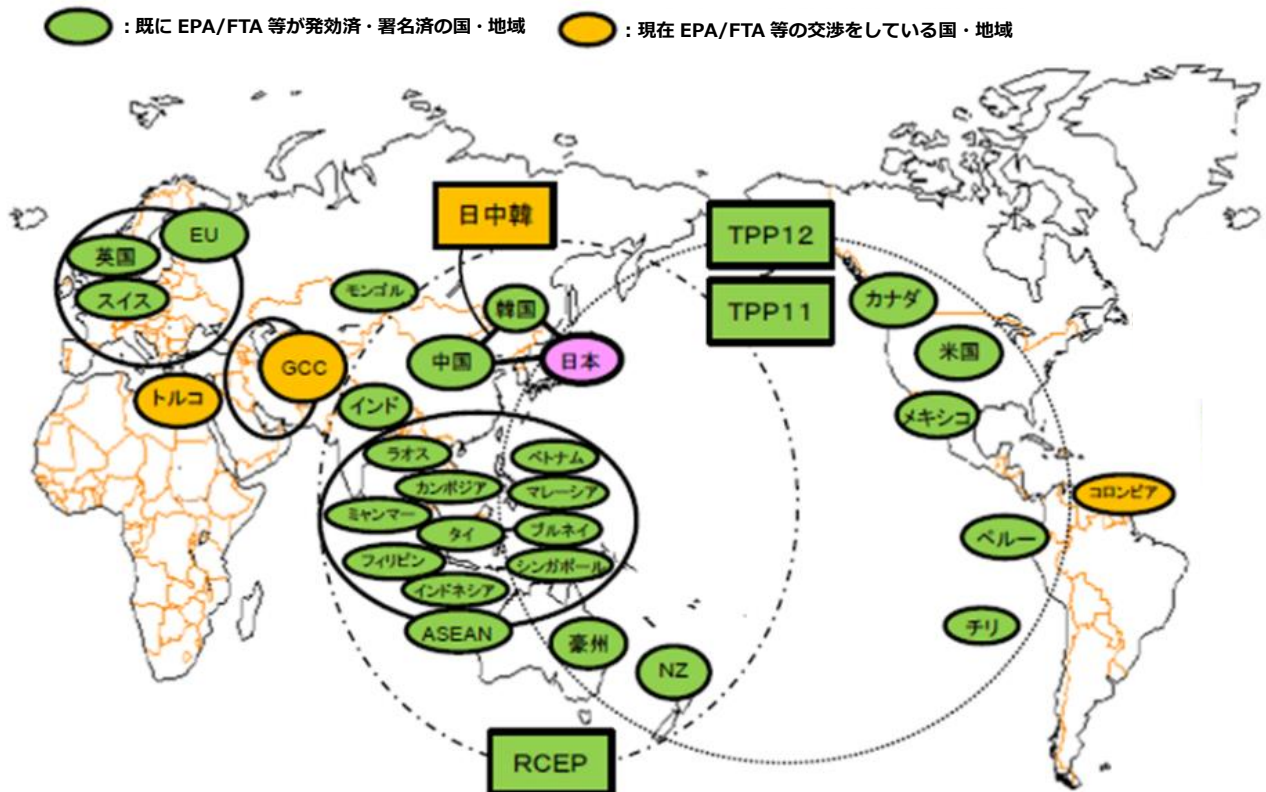 ：既に EPA/FTA 等が発効済・署名済の国・地域
：現在 EPA/FTA 等の交渉をしている国・地域
日中韓
TPP12
TPP11
EU
英国
スイス
モンゴル
韓国
中国
日本
カナダ
米国
メキシコ
GCC
トルコ
インド
ラオス
ベトナム
カンボジア
マレーシア
ミャンマー
タイ
ブルネイ
フィリピン
シンガポール
インドネシア
ASEAN
豪州
NZ
コロンビア
ペルー
チリ
RCEP